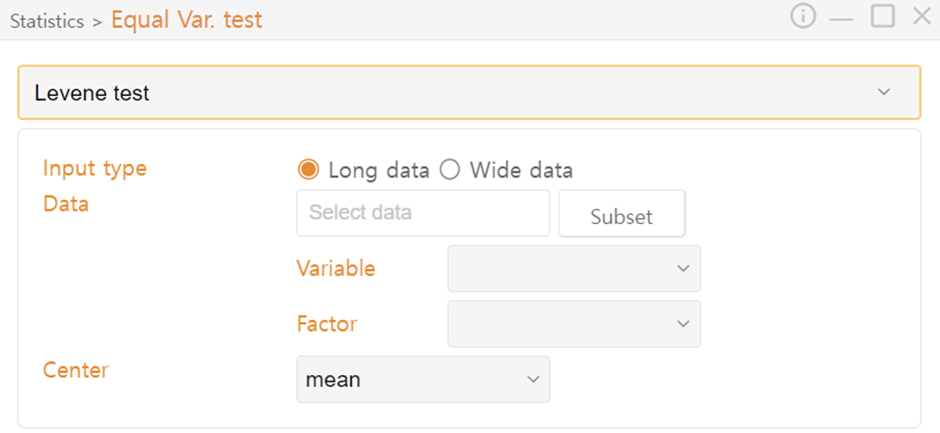 Statistics > Equal Var. test
Levene test
Input type Long data Wide data
Data Select data Subset
Variable
Factor
Center mean